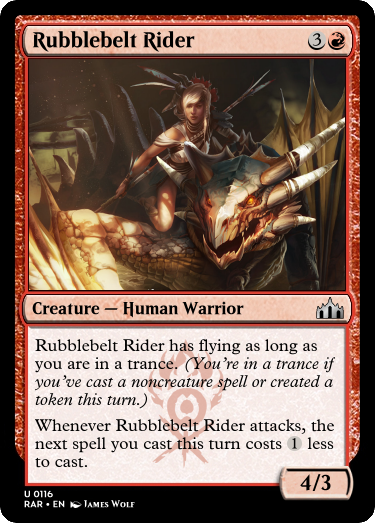 Rubblebelt Rider 3
Creature — Human Warrior
Rubblebelt Rider has flying as long as
you are in a trance. (You're in a trance if
you've cast a noncreature spell or created a
token this turn.)
Whenever Rubblebelt Rider attacks, the
next spell you cast this turn costs 1 less
to cast.
4/3
U 0116
RAR • EN James Wolf